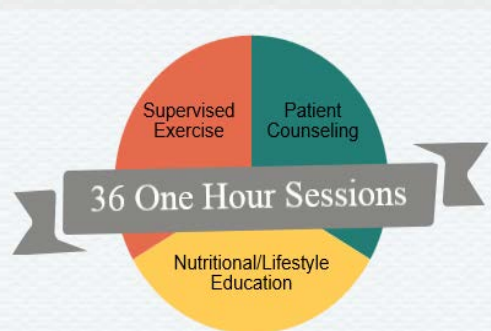 Supervised
Exercise
Patient
Counseling
36 One Hour Sessions
Nutritional/Lifestyle
Education